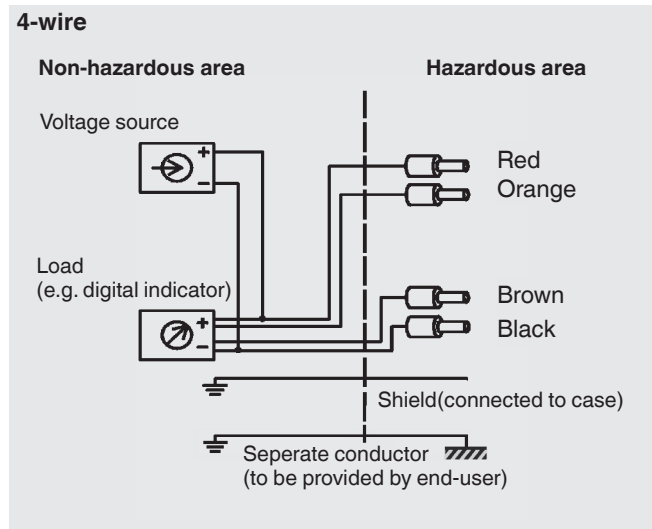 4-wire
Non-hazardous area
Hazardous area
Voltage source
+
−
Red
Orange
Load
(e.g. digital indicator)
+
−
Brown
Black
Shield(connected to case)
Seperate conductor
(to be provided by end-user)